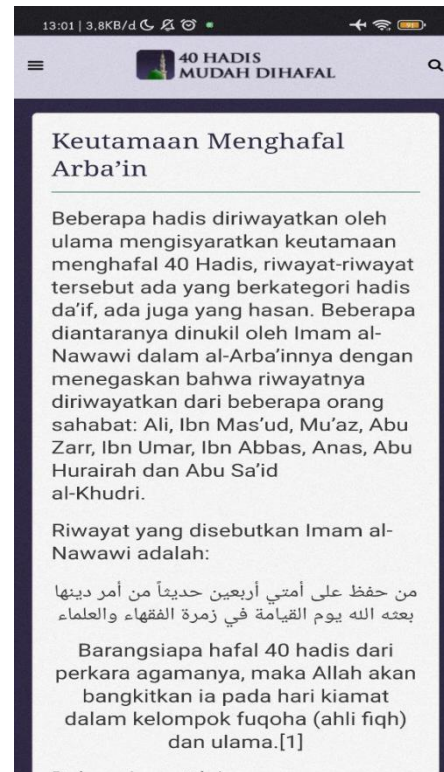 13:01 | 3,8KB/d
91
40 HADIS
MUDAH DIHAFAL
Keutamaan Menghafal
Arba’in
Beberapa hadis diriwayatkan oleh
ulama mengisyaratkan keutamaan
menghafal 40 Hadis, riwayat-riwayat
tersebut ada yang berkategori hadis
da’if, ada juga yang hasan. Beberapa
diantaranya dinukil oleh Imam al-
Nawawi dalam al-Arba’innya dengan
menegaskan bahwa riwayatnya
diriwayatkan dari beberapa orang
sahabat: Ali, Ibn Mas’ud, Mu’az, Abu
Zarr, Ibn Umar, Ibn Abbas, Anas, Abu
Hurairah dan Abu Sa’id
al-Khudri.
Riwayat yang disebutkan Imam al-
Nawawi adalah:
من حفظ على أمتي أربعين حديثاً من أمر دينها
بعثه الله يوم القيامة في زمرة الفقهاء والعلماء
Barangsiapa hafal 40 hadis dari
perkara agamanya, maka Allah akan
bangkitkan ia pada hari kiamat
dalam kelompok fuqoha (ahli fiqh)
dan ulama.[1]